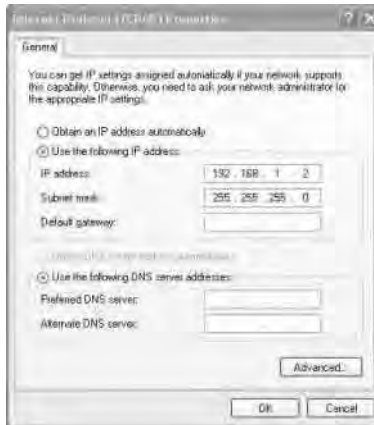 Internet Protocol (TCP/IP) Properties
General
You can get IP settings assigned automatically if your network supports
this capability. Otherwise, you need to ask your network administrator for
the appropriate IP settings.
Obtain an IP address automatically
Use the following IP address:
IP address:
192 . 168 . 1 . 2
Subnet mask:
255 . 255 . 255 . 0
Default gateway:
Use the following DNS server addresses:
Preferred DNS server:
Alternate DNS server:
Advanced...
OK
Cancel